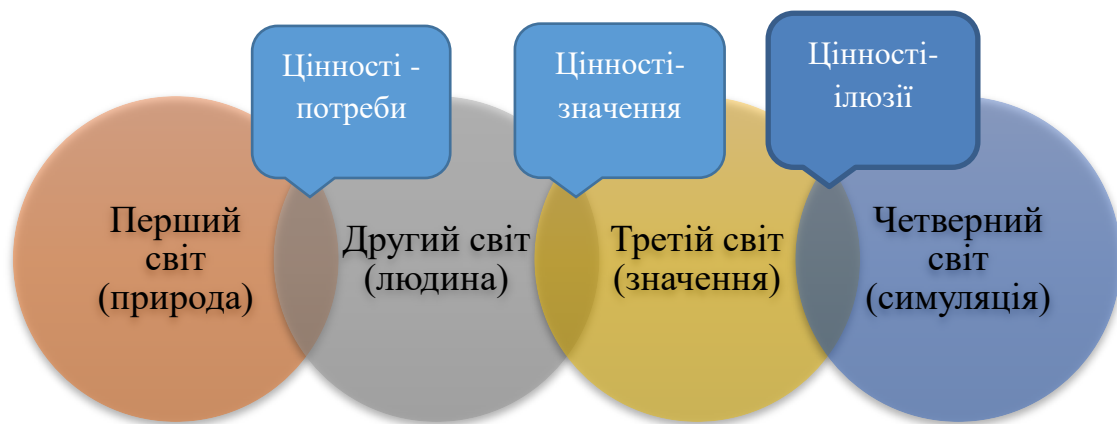 Цінності -
потреби
Цінності-
значення
Цінності-
ілюзії
Перший
світ
(природа)
Другий світ
(людина)
Третій світ
(значення)
Четверний
світ
(симуляція)